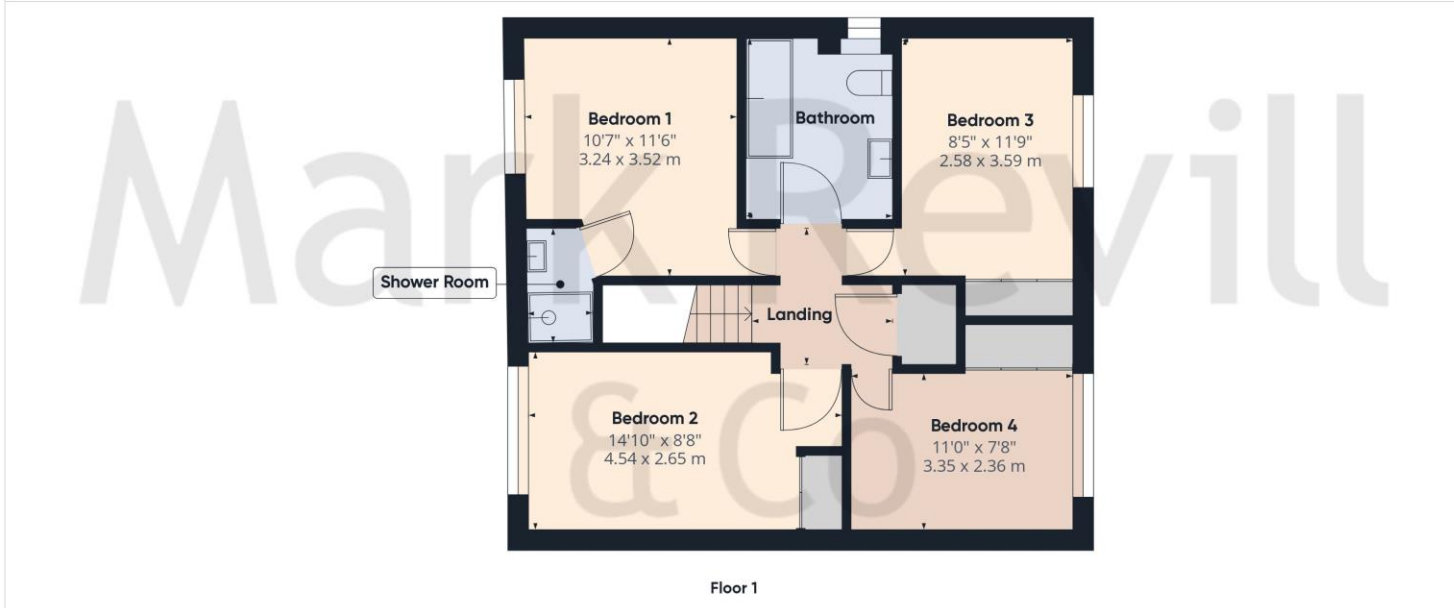 Mark Revill
& Co
Bedroom 1
10'7" x 11'6"
3.24 x 3.52 m
Bathroom
Bedroom 3
8'5" x 11'9"
2.58 x 3.59 m
Shower Room
Landing
Bedroom 2
14'10" x 8'8"
4.54 x 2.65 m
Bedroom 4
11'0" x 7'8"
3.35 x 2.36 m
Floor 1